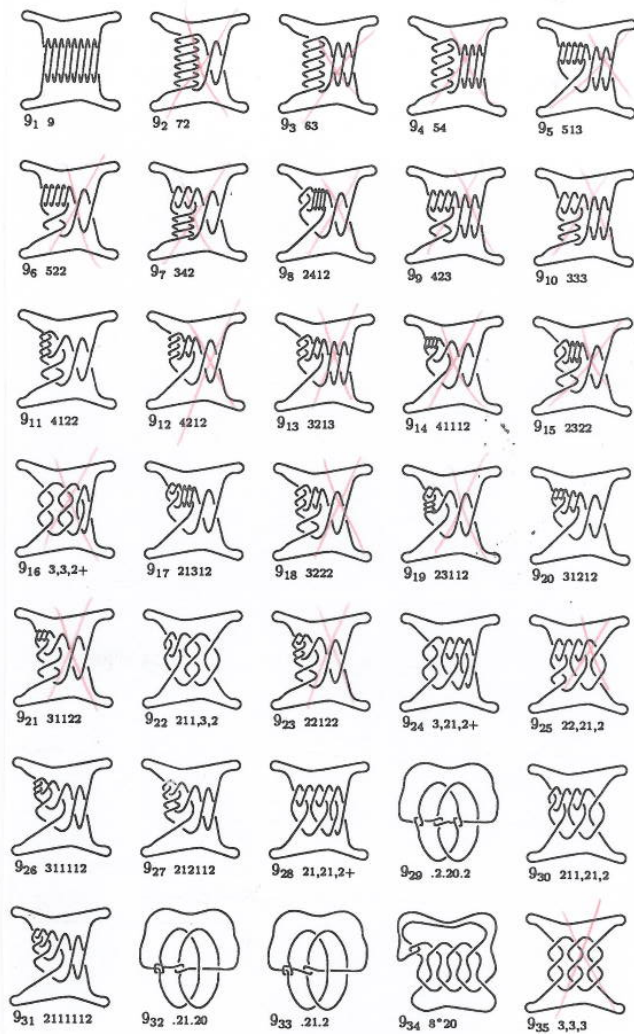 9₁ 9 9₂ 72 9₃ 63 9₄ 54 9₅ 513
9₆ 522 9₇ 342 9₈ 2412 9₉ 423 9₁₀ 333
9₁₁ 4122 9₁₂ 4212 9₁₃ 3213 9₁₄ 41112 9₁₅ 2322
9₁₆ 3,3,2+ 9₁₇ 21312 9₁₈ 3222 9₁₉ 23112 9₂₀ 31212
9₂₁ 31122 9₂₂ 211,3,2 9₂₃ 22122 9₂₄ 3,21,2+ 9₂₅ 22,21,2
9₂₆ 311112 9₂₇ 212112 9₂₈ 21,21,2+ 9₂₉ .2.20.2 9₃₀ 211,21,2
9₃₁ 2111112 9₃₂ .21.20 9₃₃ .21.2 9₃₄ 8*20 9₃₅ 3,3,3